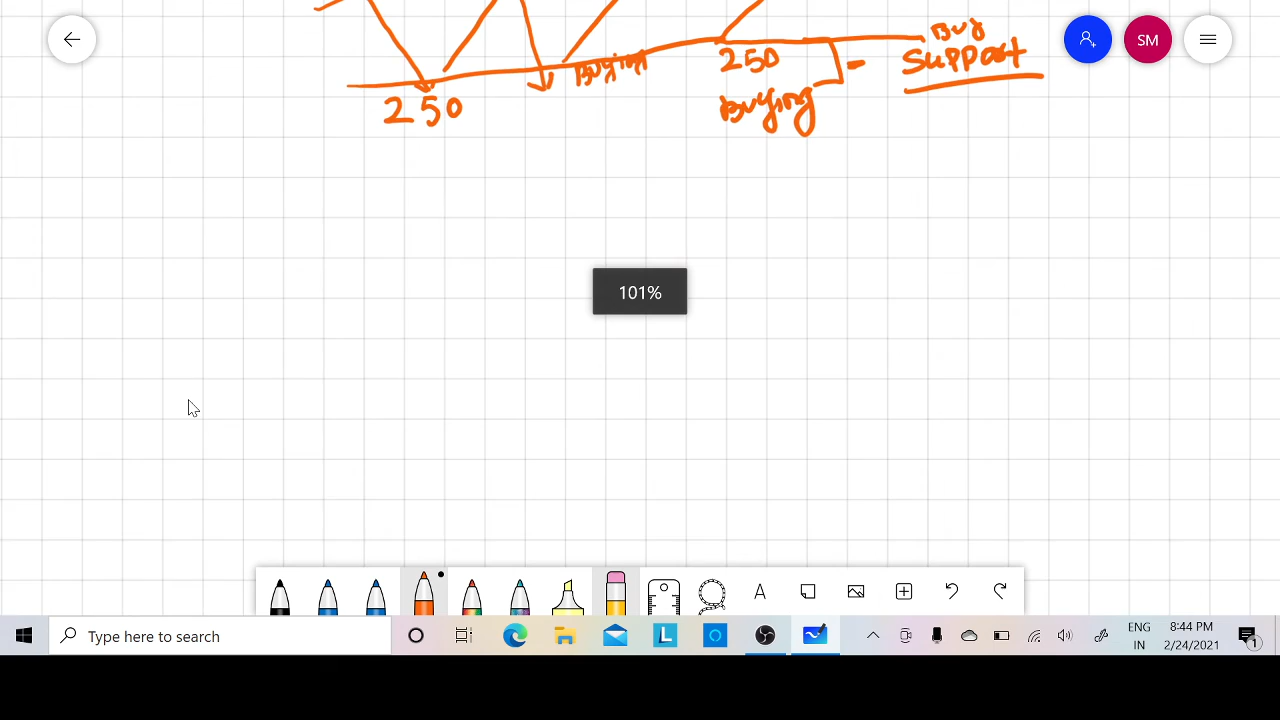 Buy
SM
Support
250
Buying
250
Buying
101%
A
Type here to search
L
ENG
IN
8:44 PM
2/24/2021
1